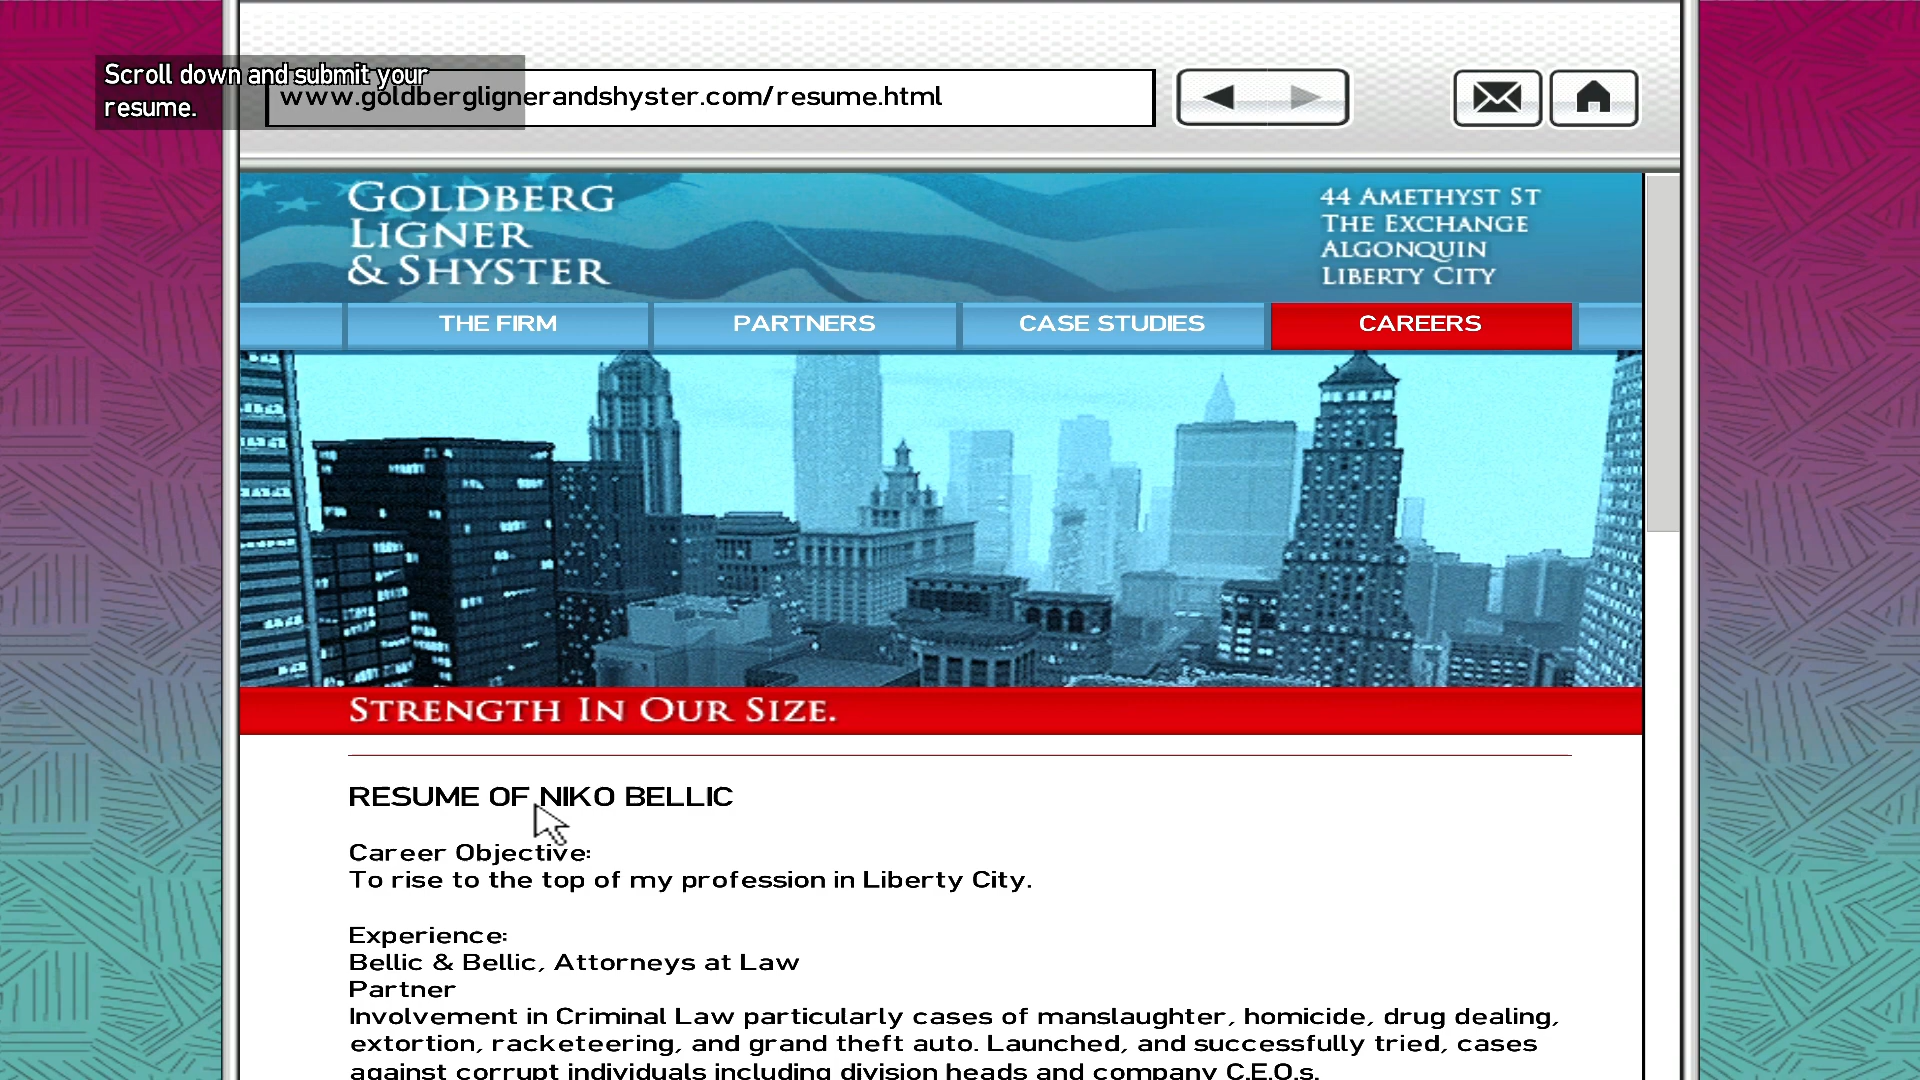 Scroll down and submit your
resume.
www.goldberglignerandshyster.com/resume.html
GOLDBERG
LIGNER
& SHYSTER
44 AMETHYST ST
THE EXCHANGE
ALGONQUIN
LIBERTY CITY
THE FIRM
PARTNERS
CASE STUDIES
CAREERS
STRENGTH IN OUR SIZE.
RESUME OF NIKO BELLIC
Career Objective:
To rise to the top of my profession in Liberty City.
Experience:
Bellic & Bellic, Attorneys at Law
Partner
Involvement in Criminal Law particularly cases of manslaughter, homicide, drug dealing,
extortion, racketeering, and grand theft auto. Launched, and successfully tried, cases
against corrupt individuals including division heads and company C.E.O.s.